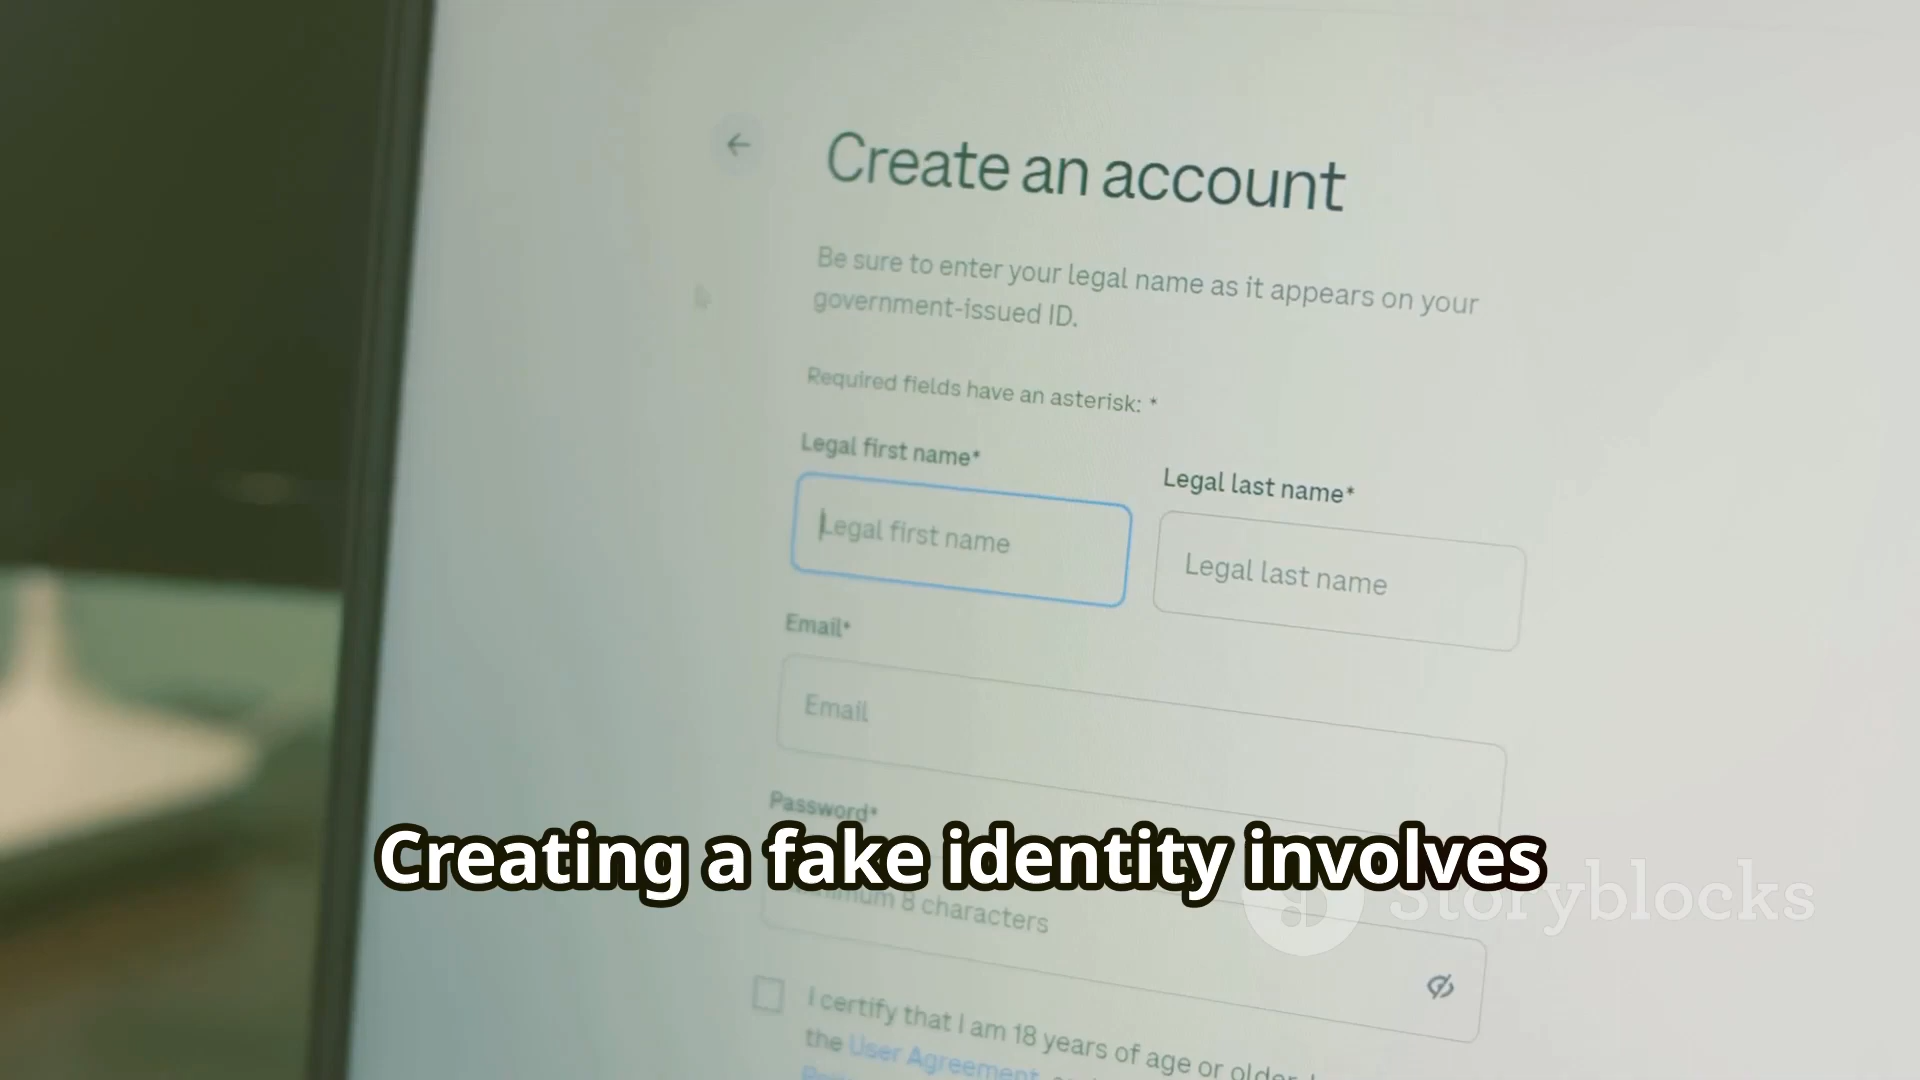 Create an account
Be sure to enter your legal name as it appears on your
government-issued ID.
Required fields have an asterisk: *
Legal first name*
Legal last name*
Legal first name
Legal last name
Email*
Email
Password*
Creating a fake identity involves
8 characters
Storyblocks
I certify that I am 18 years of age or older,
the User Agreement,